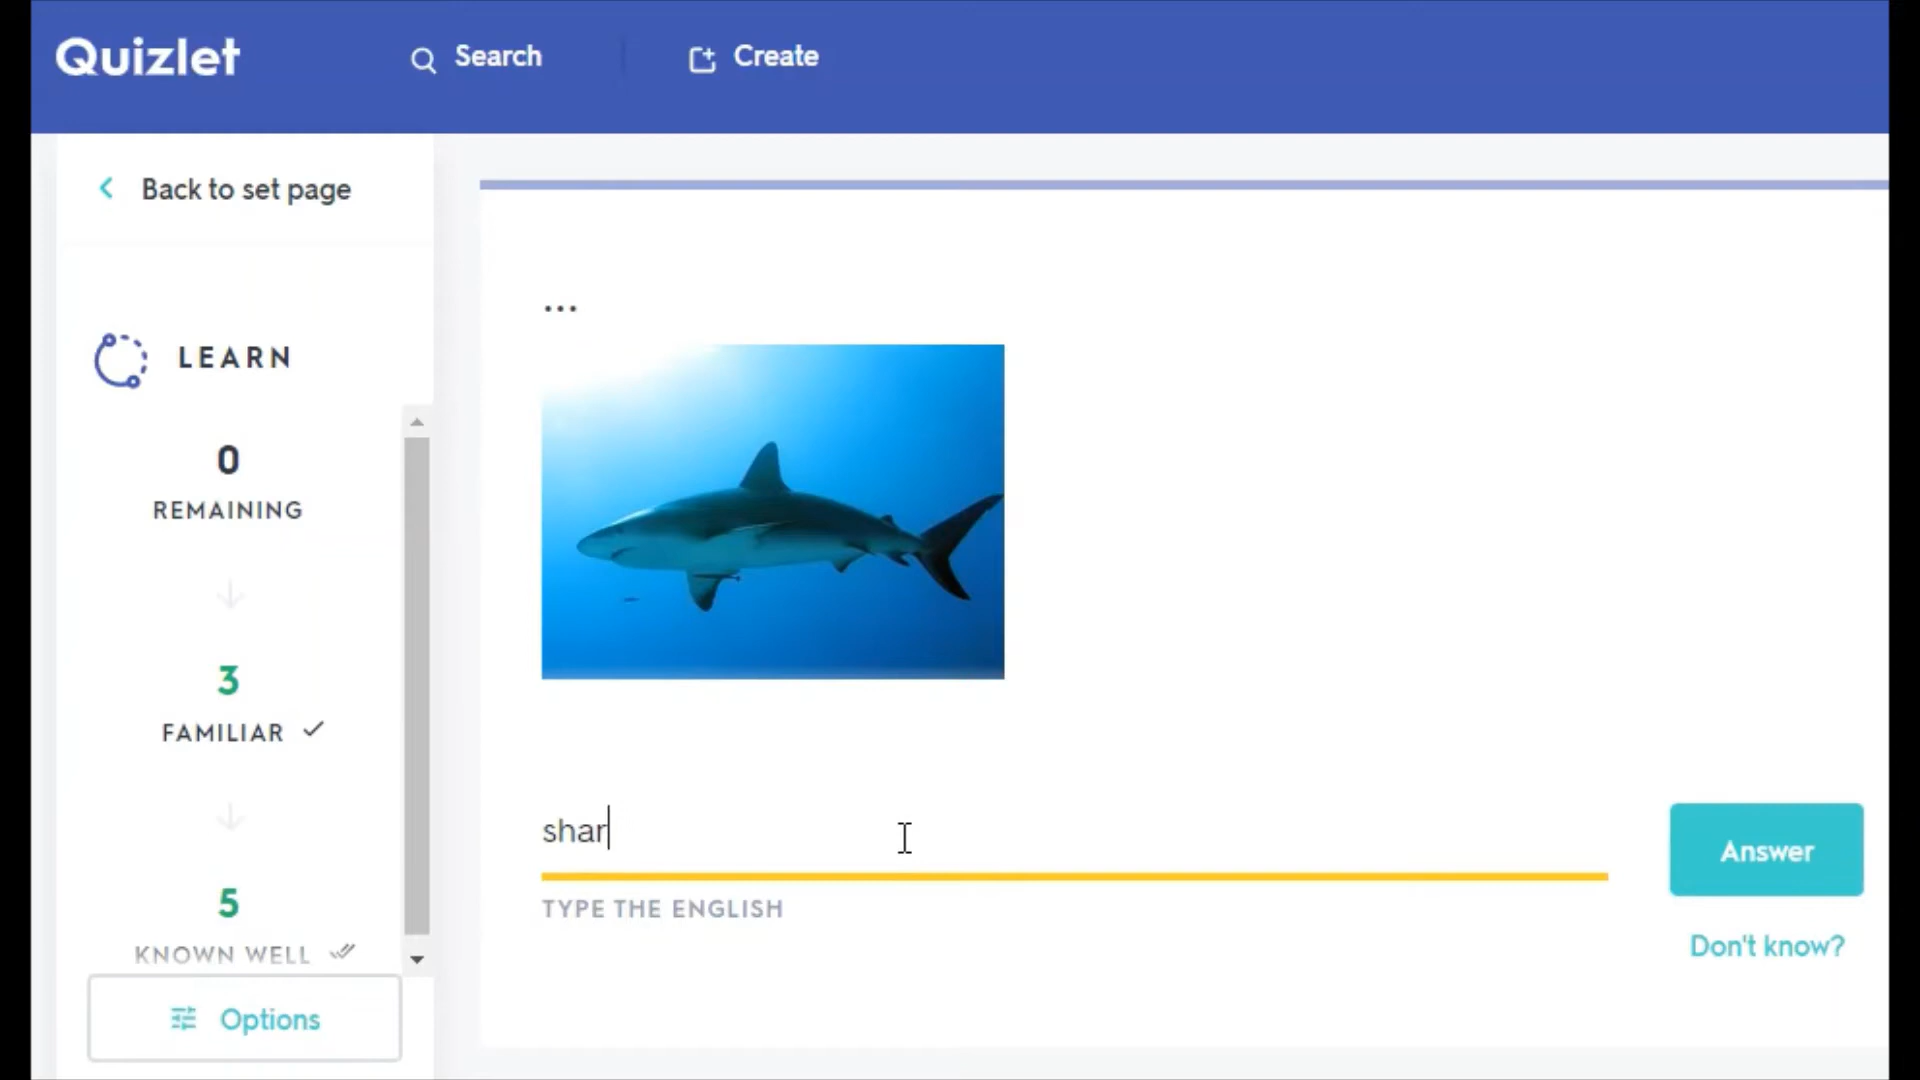 Quizlet
Search
Create
Back to set page
LEARN
0
REMAINING
3
FAMILIAR
5
KNOWN WELL
Options
...
shar
TYPE THE ENGLISH
Answer
Don't know?